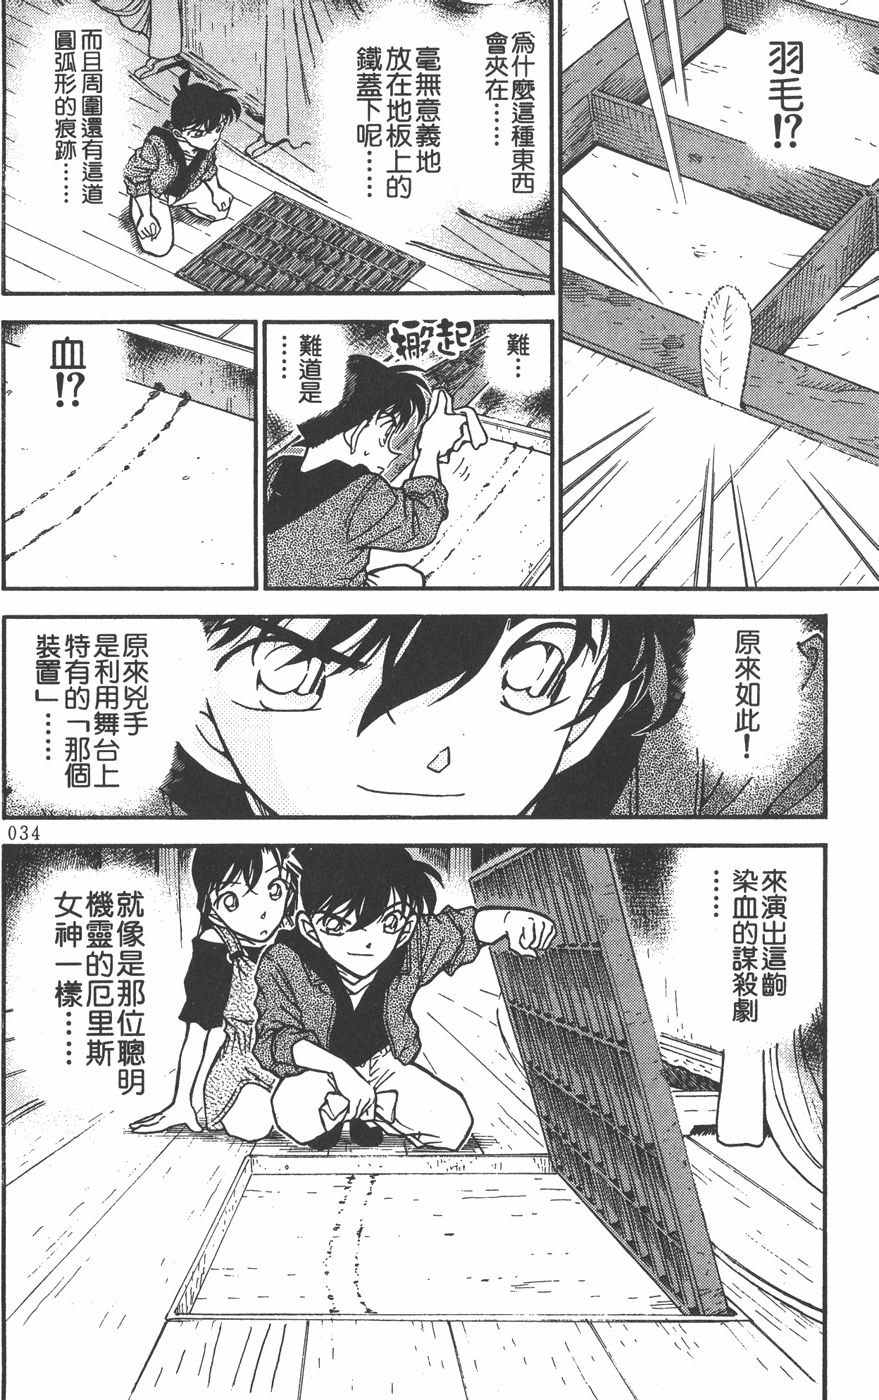 羽毛!?
為什麼這種東西
會夾在……
毫無意義地
放在地板上的
鐵蓋下呢……
而且周圍還有這道
圓弧形的痕跡……
難…
搬起
難道是
……
血!?
原來如此！
原來兇手
是利用舞台上
特有的「那個
裝置」……
034
來演出這齣
染血的謀殺劇
……
就像是那位聰明
機靈的厄里斯
女神一樣……